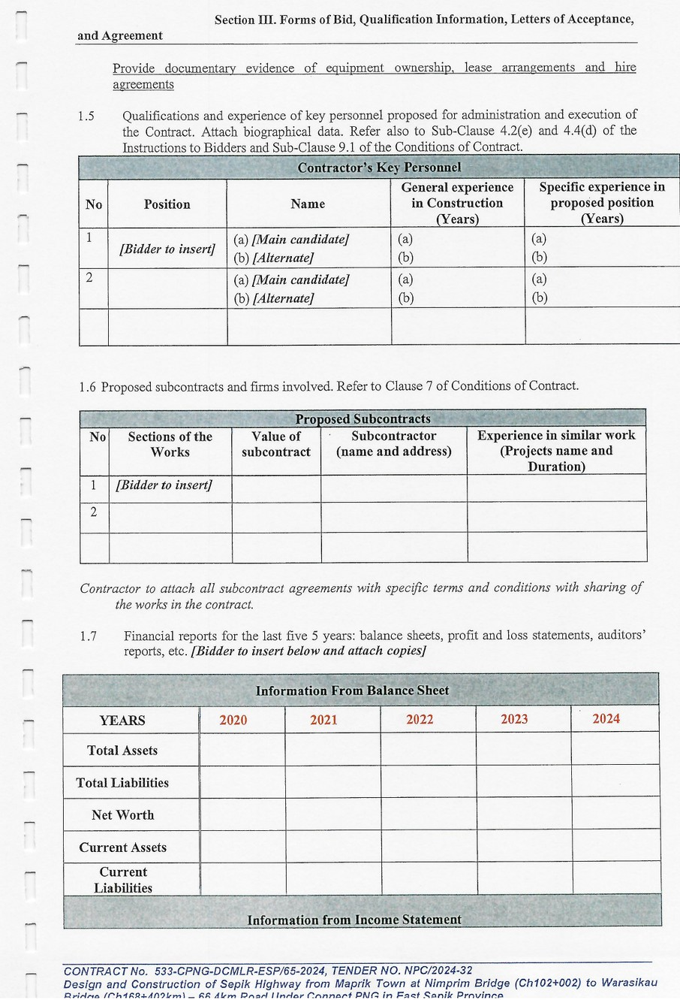 Section III. Forms of Bid, Qualification Information, Letters of Acceptance,
and Agreement
Provide documentary evidence of equipment ownership, lease arrangements and hire
agreements
1.5 Qualifications and experience of key personnel proposed for administration and execution of
the Contract. Attach biographical data. Refer also to Sub-Clause 4.2(e) and 4.4(d) of the
Instructions to Bidders and Sub-Clause 9.1 of the Conditions of Contract.
Contractor's Key Personnel
No Position Name General experience in Construction (Years) Specific experience in proposed position (Years)
1 [Bidder to insert] (a) [Main candidate] (a) (a)
(b) [Alternate] (b) (b)
2 (a) [Main candidate] (a) (a)
(b) [Alternate] (b) (b)
1.6 Proposed subcontracts and firms involved. Refer to Clause 7 of Conditions of Contract.
Proposed Subcontracts
No Sections of the Works Value of subcontract Subcontractor (name and address) Experience in similar work (Projects name and Duration)
1 [Bidder to insert]
2
Contractor to attach all subcontract agreements with specific terms and conditions with sharing of
the works in the contract.
1.7 Financial reports for the last five 5 years: balance sheets, profit and loss statements, auditors'
reports, etc. [Bidder to insert below and attach copies]
Information From Balance Sheet
YEARS 2020 2021 2022 2023 2024
Total Assets
Total Liabilities
Net Worth
Current Assets
Current
Liabilities
Information from Income Statement
CONTRACT No. 533-CPNG-DCMLR-ESP/65-2024, TENDER NO. NPC/2024-32
Design and Construction of Sepik Highway from Maprik Town at Nimprim Bridge (Ch102+002) to Warasikau
Bridge (Ch168+402km) – 66.4km Road Under Connect PNG in East Sepik Province